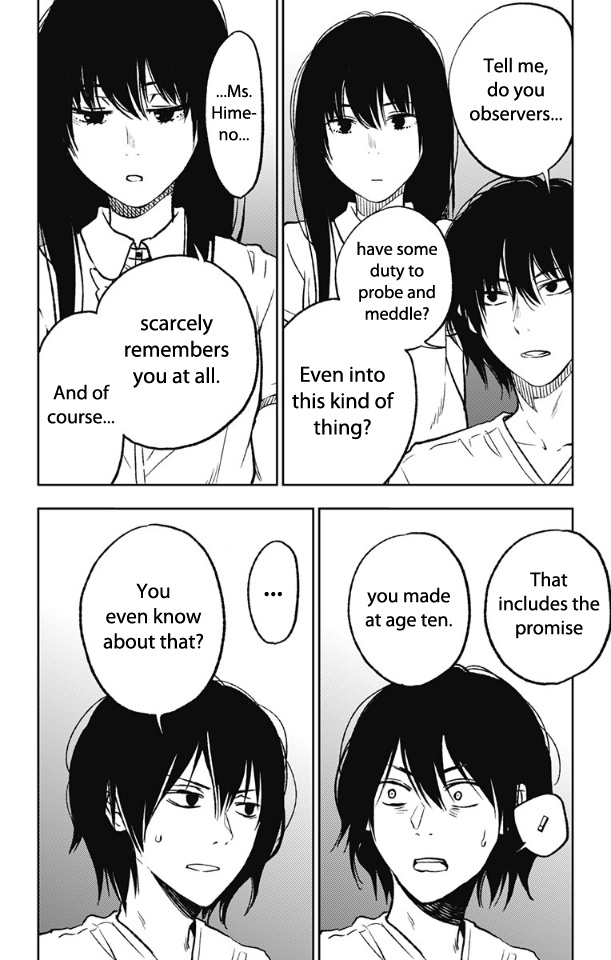 Tell me,
do you
observers...
have some
duty to
probe and
meddle?
Even into
this kind of
thing?
...Ms.
Hime-
no...
scarcely
remembers
you at all.
And of
course...
That
includes the
promise
you made
at age ten.
...
You
even know
about that?